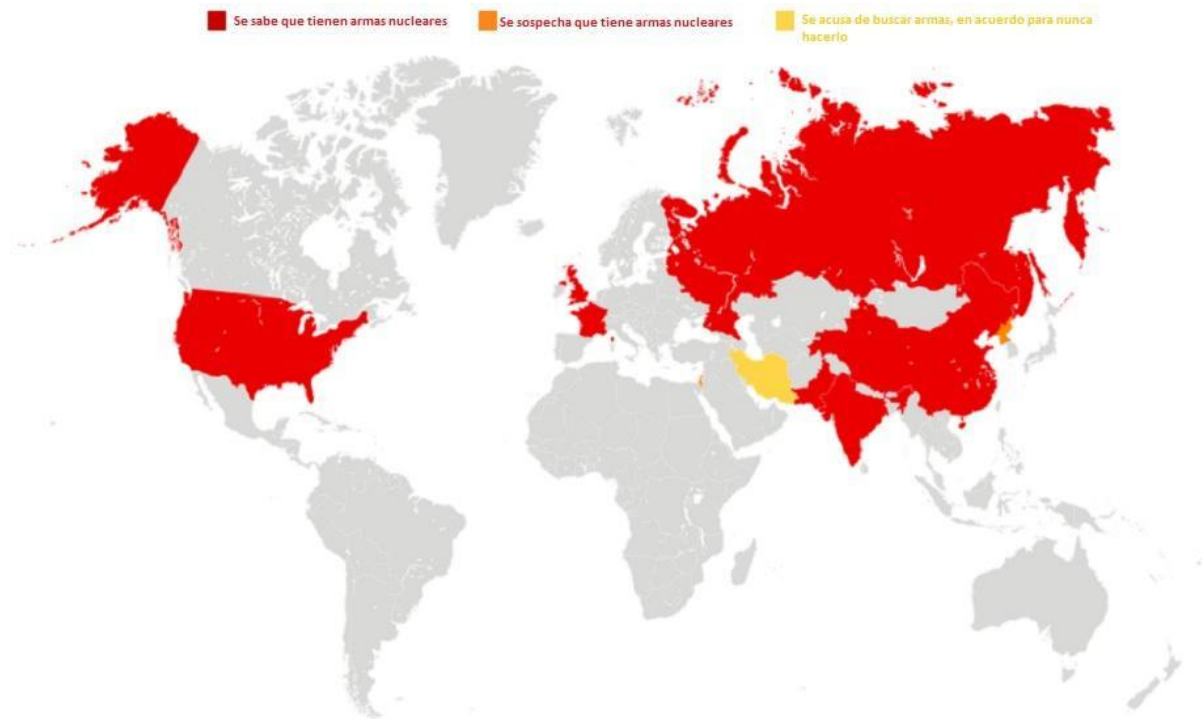 Se sabe que tienen armas nucleares
Se sospecha que tiene armas nucleares
Se acusa de buscar armas, en acuerdo para nunca
hacerlo